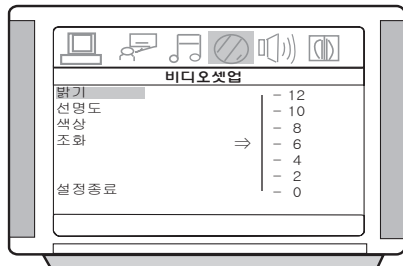 비디오셋업
밝기
선명도
색상
조화
설정종료
- 12
- 10
- 8
⇒ - 6
- 4
- 2
- 0